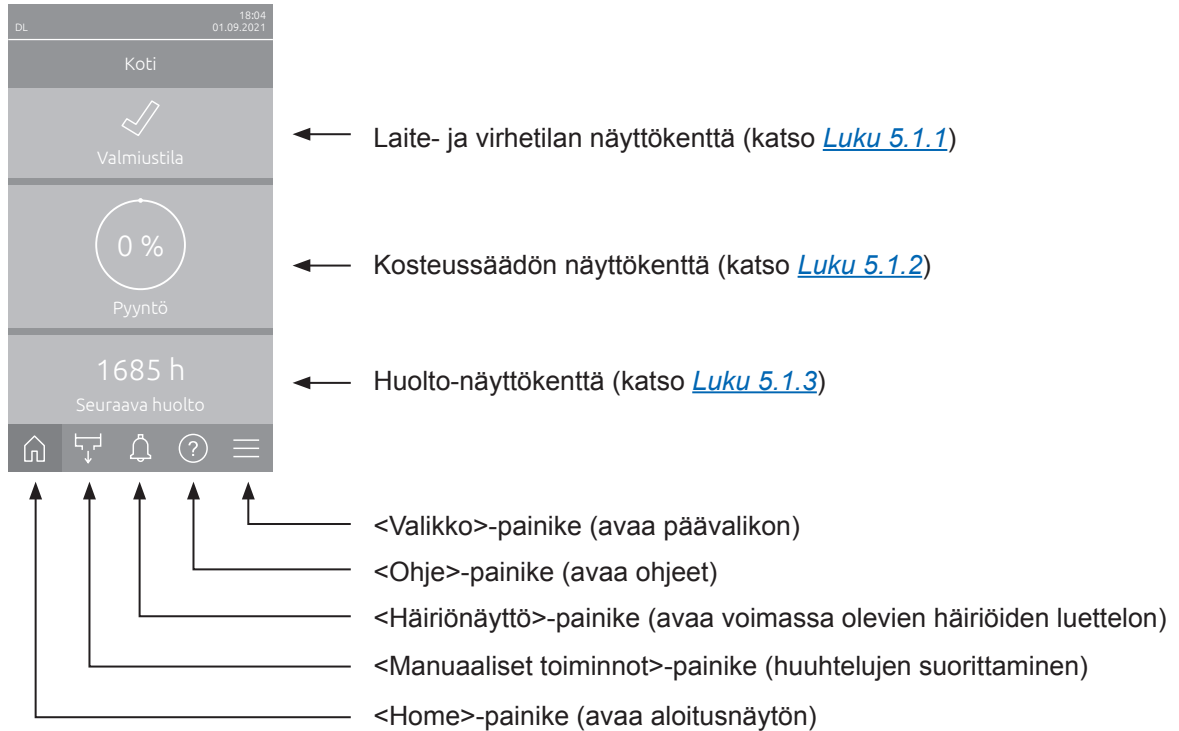 18:04
DL 01.09.2021
Koti
Valmiustila
Laite- ja virhetilan näyttökenttä (katso Luku 5.1.1)
0 %
Pyyntö
Kosteussäädön näyttökenttä (katso Luku 5.1.2)
1685 h
Seuraava huolto
Huolto-näyttökenttä (katso Luku 5.1.3)
?
<Valikko>-painike (avaa päävalikon)
<Ohje>-painike (avaa ohjeet)
<Häiriönäyttö>-painike (avaa voimassa olevien häiriöiden luettelon)
<Manuaaliset toiminnot>-painike (huuhtelujen suorittaminen)
<Home>-painike (avaa aloitusnäytön)